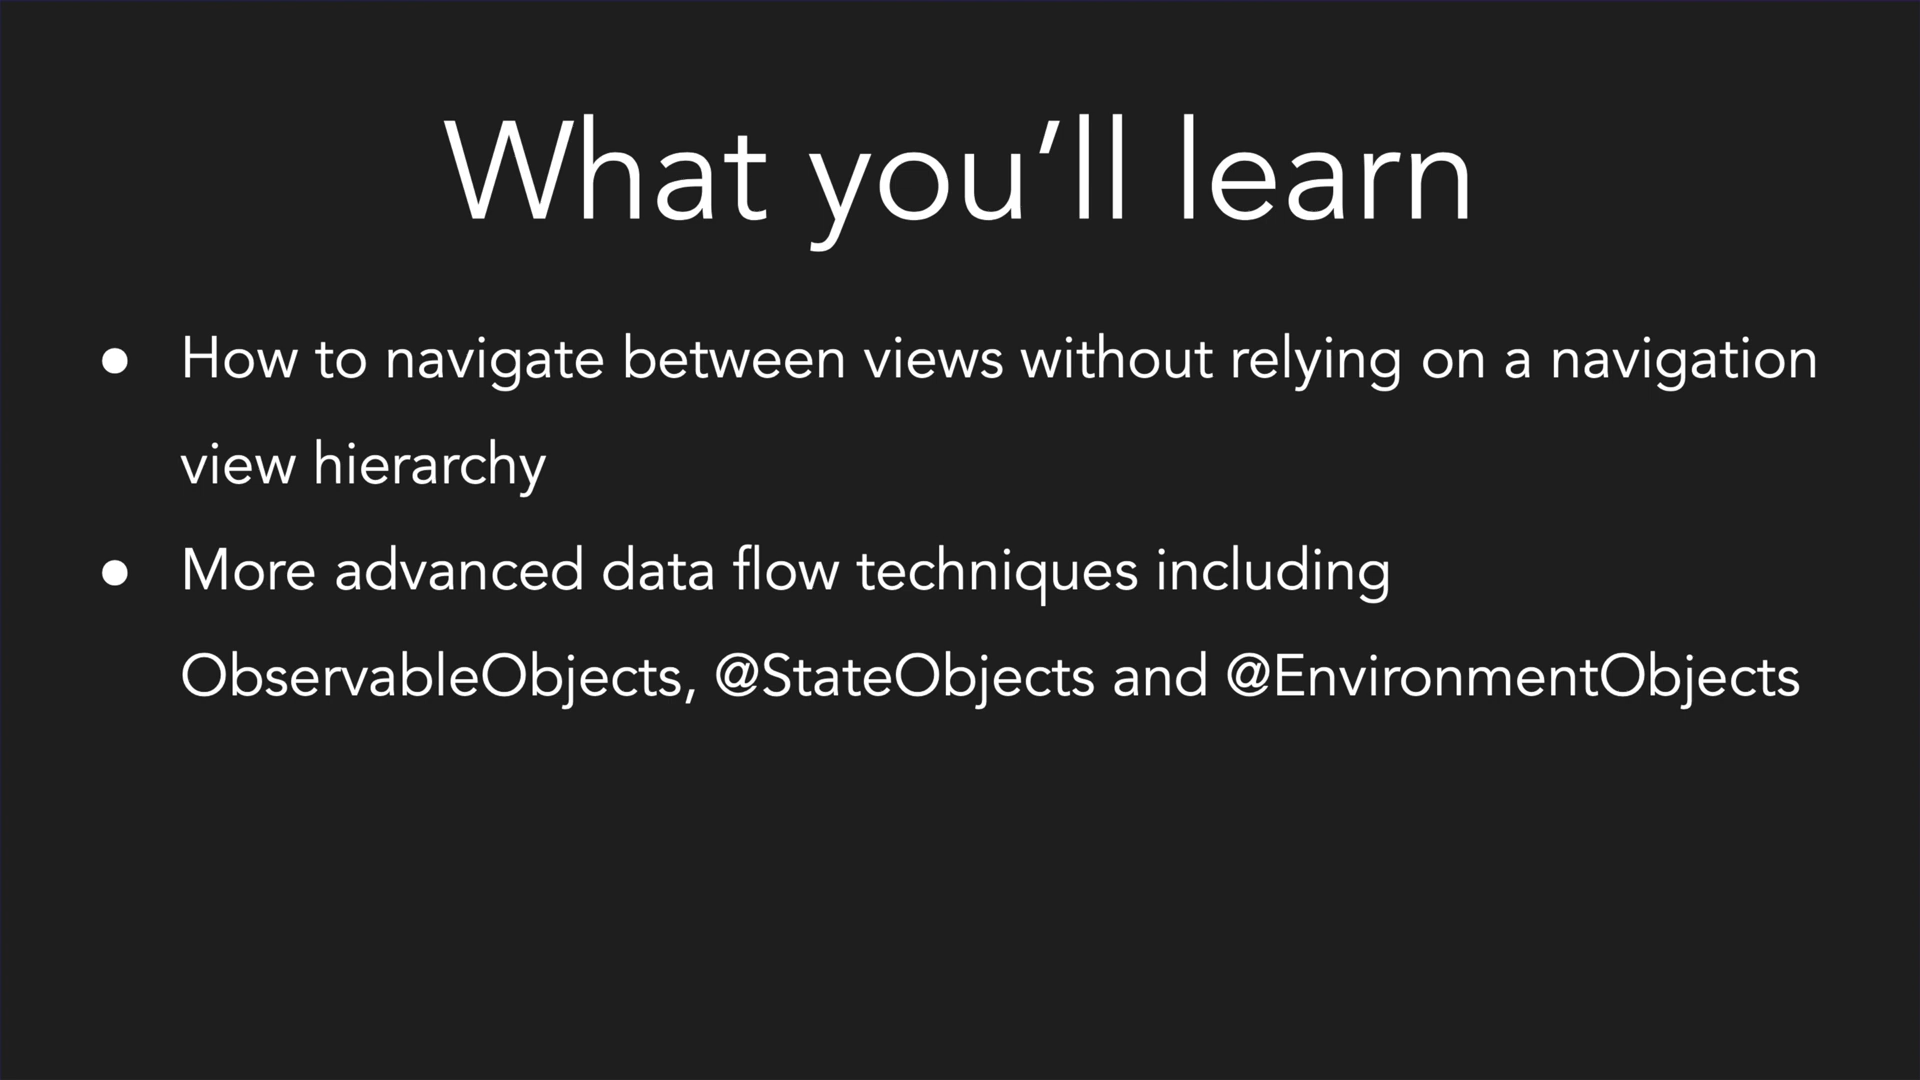 What you’ll learn
● How to navigate between views without relying on a navigation
view hierarchy
● More advanced data flow techniques including
ObservableObjects, @StateObjects and @EnvironmentObjects